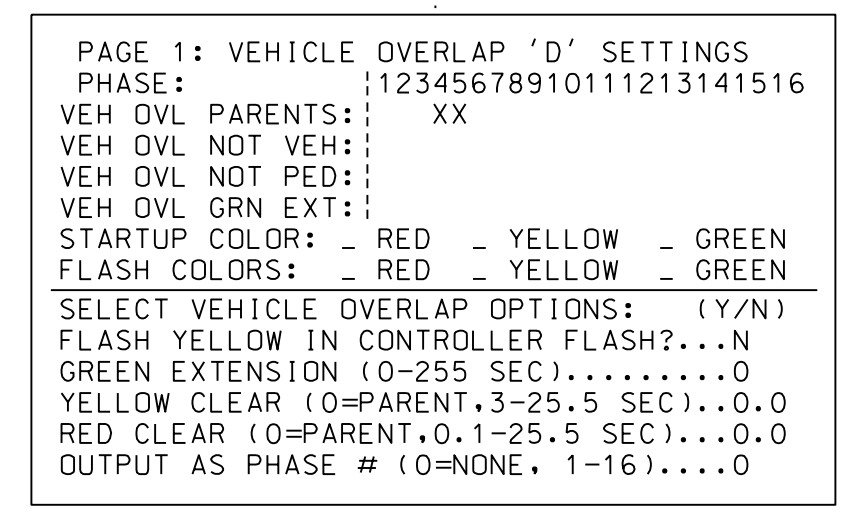 PAGE 1: VEHICLE OVERLAP 'D' SETTINGS
PHASE: ¦12345678910111213141516
VEH OVL PARENTS:¦ XX
VEH OVL NOT VEH:¦
VEH OVL NOT PED:¦
VEH OVL GRN EXT:¦
STARTUP COLOR: _ RED _ YELLOW _ GREEN
FLASH COLORS: _ RED _ YELLOW _ GREEN
SELECT VEHICLE OVERLAP OPTIONS: (Y/N)
FLASH YELLOW IN CONTROLLER FLASH?...N
GREEN EXTENSION (0-255 SEC).........0
YELLOW CLEAR (0=PARENT,3-25.5 SEC)..0.0
RED CLEAR (0=PARENT,0.1-25.5 SEC)...0.0
OUTPUT AS PHASE # (0=NONE, 1-16)....0